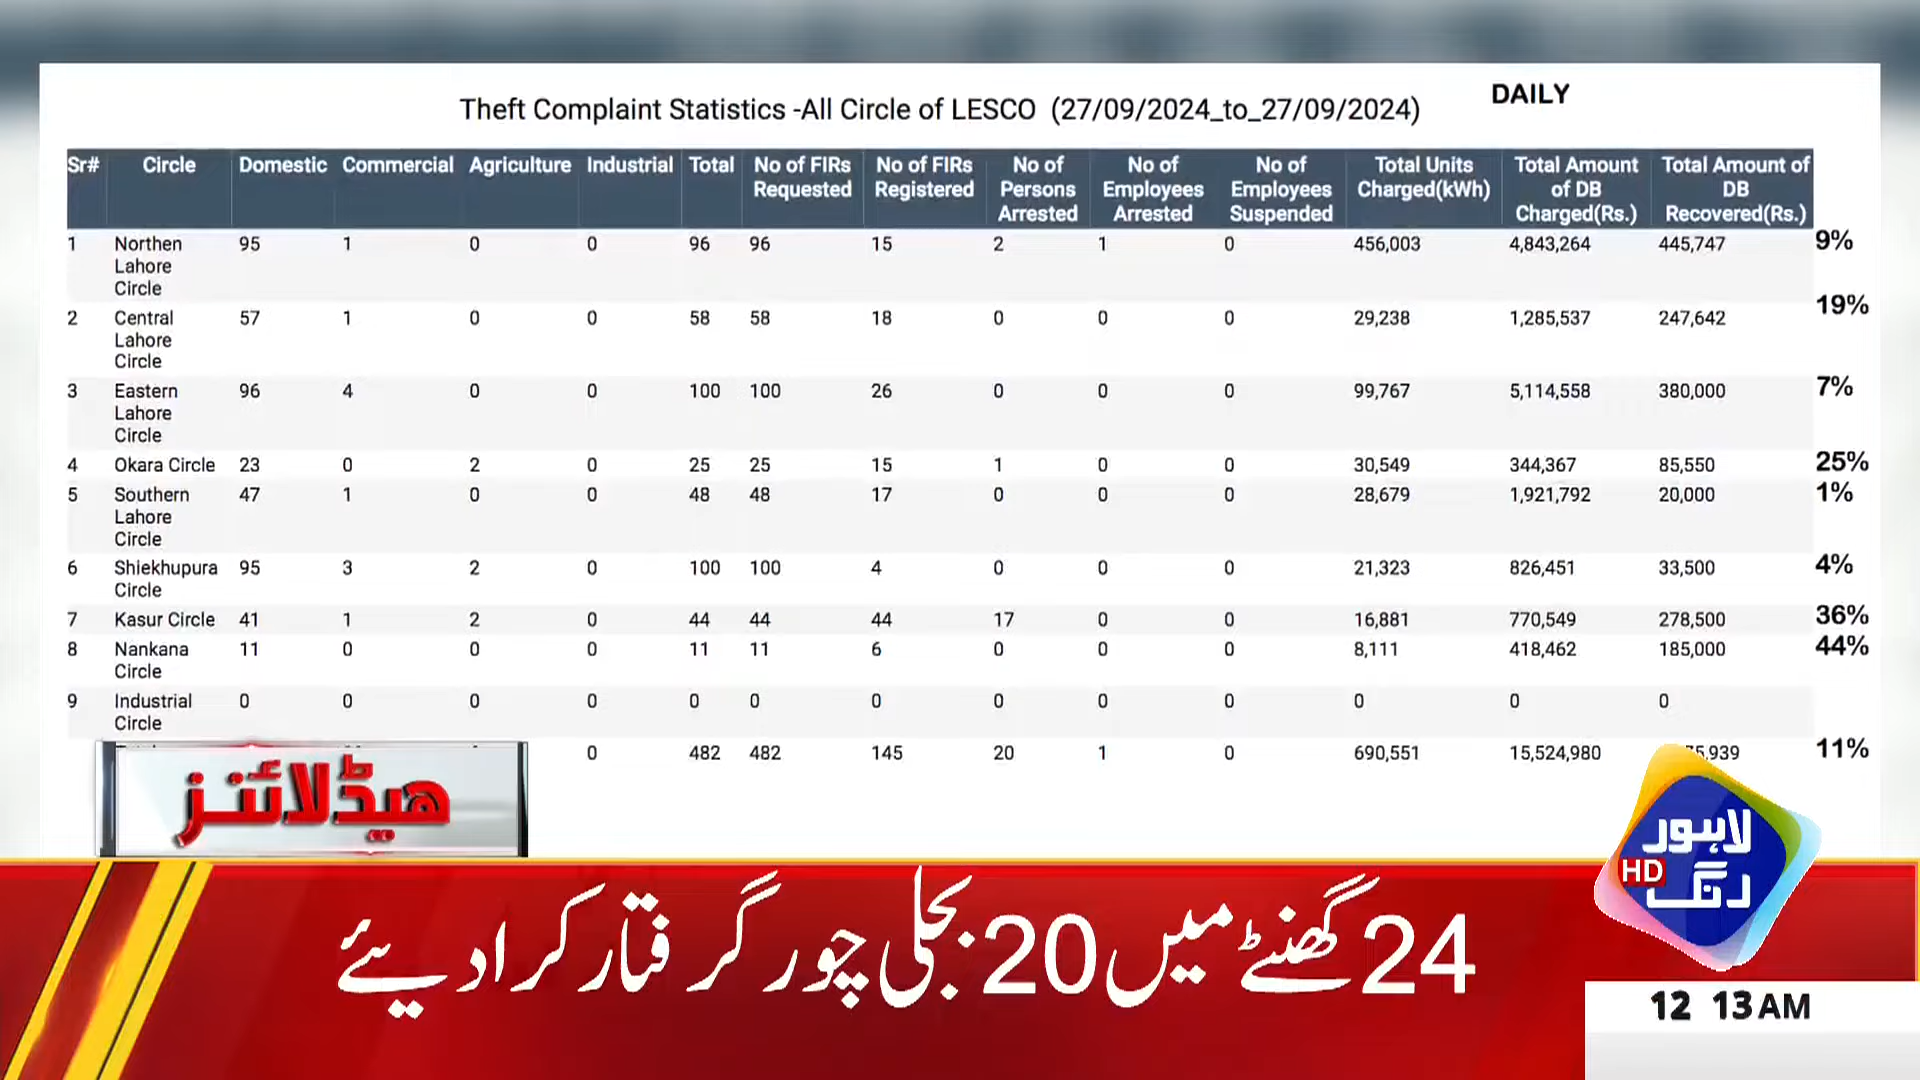 DAILY
Theft Complaint Statistics -All Circle of LESCO (27/09/2024_to_27/09/2024)
Sr# Circle Domestic Commercial Agriculture Industrial Total No of FIRs Requested No of FIRs Registered No of Persons Arrested No of Employees Arrested No of Employees Suspended Total Units Charged(kWh) Total Amount of DB Charged(Rs.) Total Amount of DB Recovered(Rs.)
1 Northen Lahore Circle 95 1 0 0 96 96 15 2 1 0 456,003 4,843,264 445,747 9%
2 Central Lahore Circle 57 1 0 0 58 58 18 0 0 0 29,238 1,285,537 247,642 19%
3 Eastern Lahore Circle 96 4 0 0 100 100 26 0 0 0 99,767 5,114,558 380,000 7%
4 Okara Circle 23 0 2 0 25 25 15 1 0 0 30,549 344,367 85,550 25%
5 Southern Lahore Circle 47 1 0 0 48 48 17 0 0 0 28,679 1,921,792 20,000 1%
6 Shiekhupura Circle 95 3 2 0 100 100 4 0 0 0 21,323 826,451 33,500 4%
7 Kasur Circle 41 1 2 0 44 44 44 17 0 0 16,881 770,549 278,500 36%
8 Nankana Circle 11 0 0 0 11 11 6 0 0 0 8,111 418,462 185,000 44%
9 Industrial Circle 0 0 0 0 0 0 0 0 0 0 0 0 0
0 482 482 145 20 1 0 690,551 15,524,980 11%
ہیڈلائنز
لاہور
رنگ
HD
24 گھنٹے میں 20 بجلی چور گرفتار کرا دیئے
12 13 AM